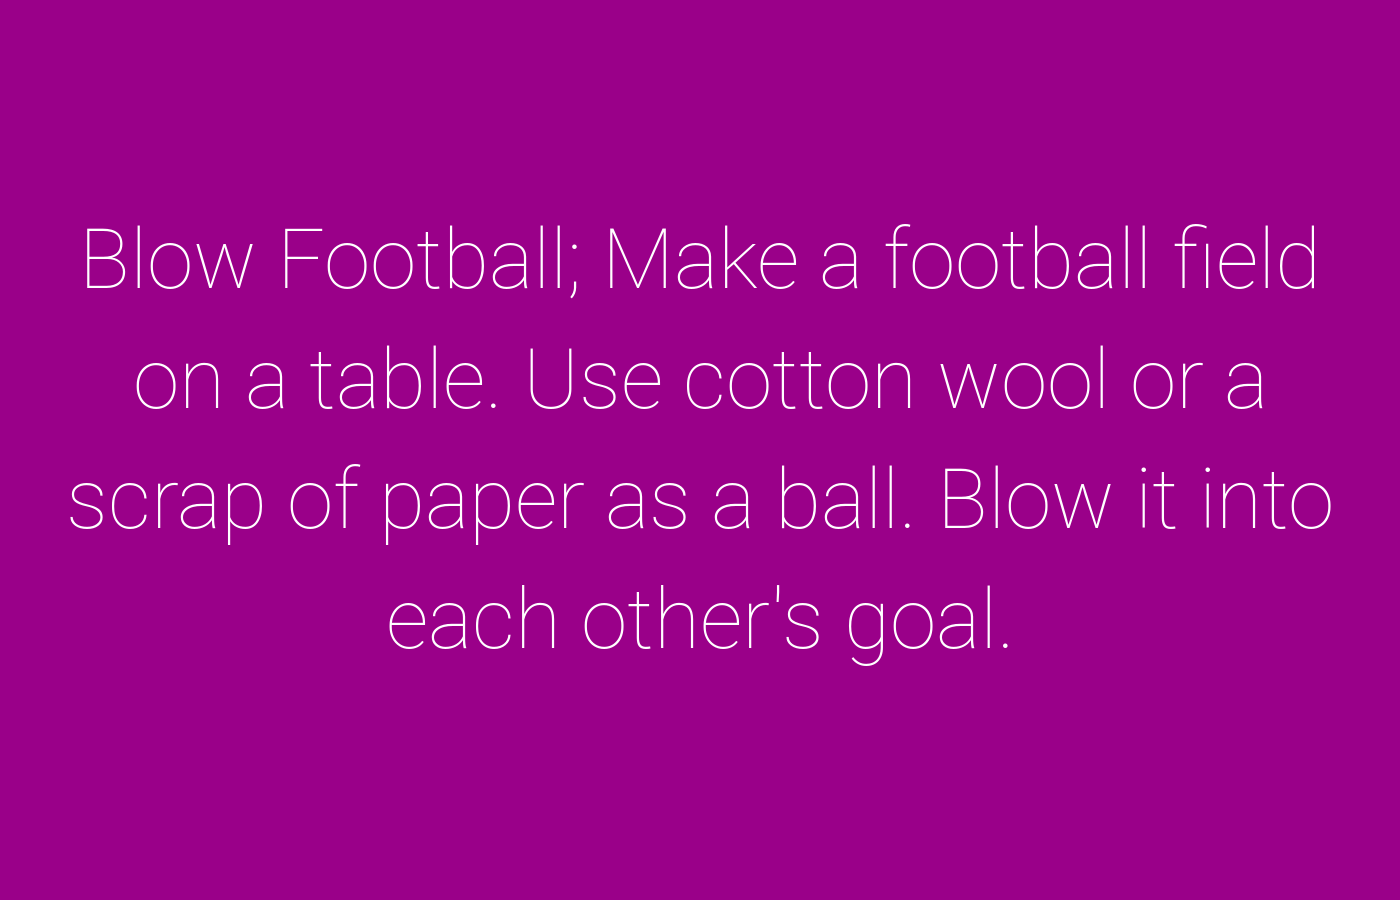 Blow Football; Make a football field
on a table. Use cotton wool or a
scrap of paper as a ball. Blow it into
each other's goal.